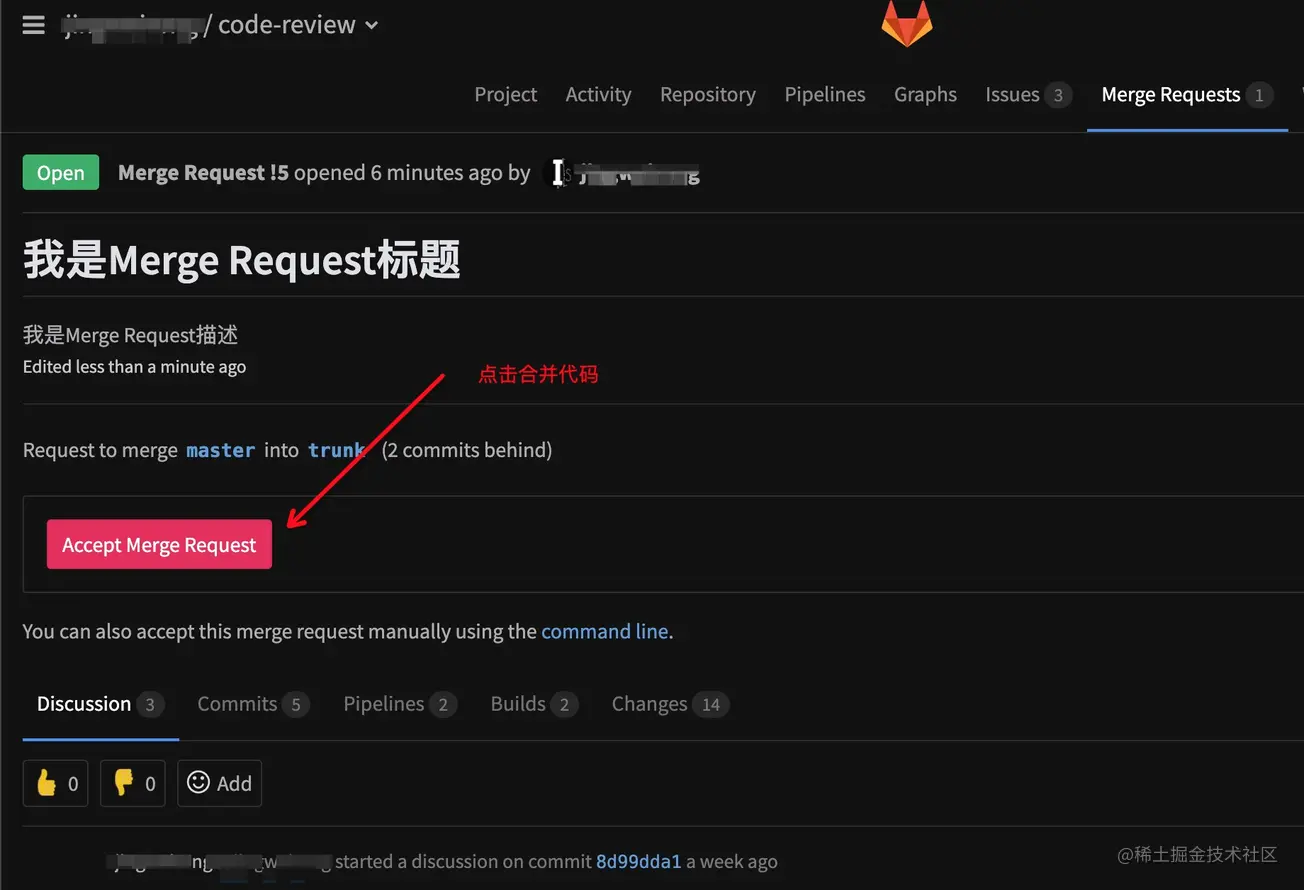 / code-review
Project Activity Repository Pipelines Graphs Issues 3 Merge Requests 1
Open Merge Request !5 opened 6 minutes ago by
我是Merge Request标题
我是Merge Request描述
Edited less than a minute ago
点击合并代码
Request to merge master into trunk (2 commits behind)
Accept Merge Request
You can also accept this merge request manually using the command line.
Discussion 3 Commits 5 Pipelines 2 Builds 2 Changes 14
0 0 Add
started a discussion on commit 8d99dda1 a week ago
@稀土掘金技术社区